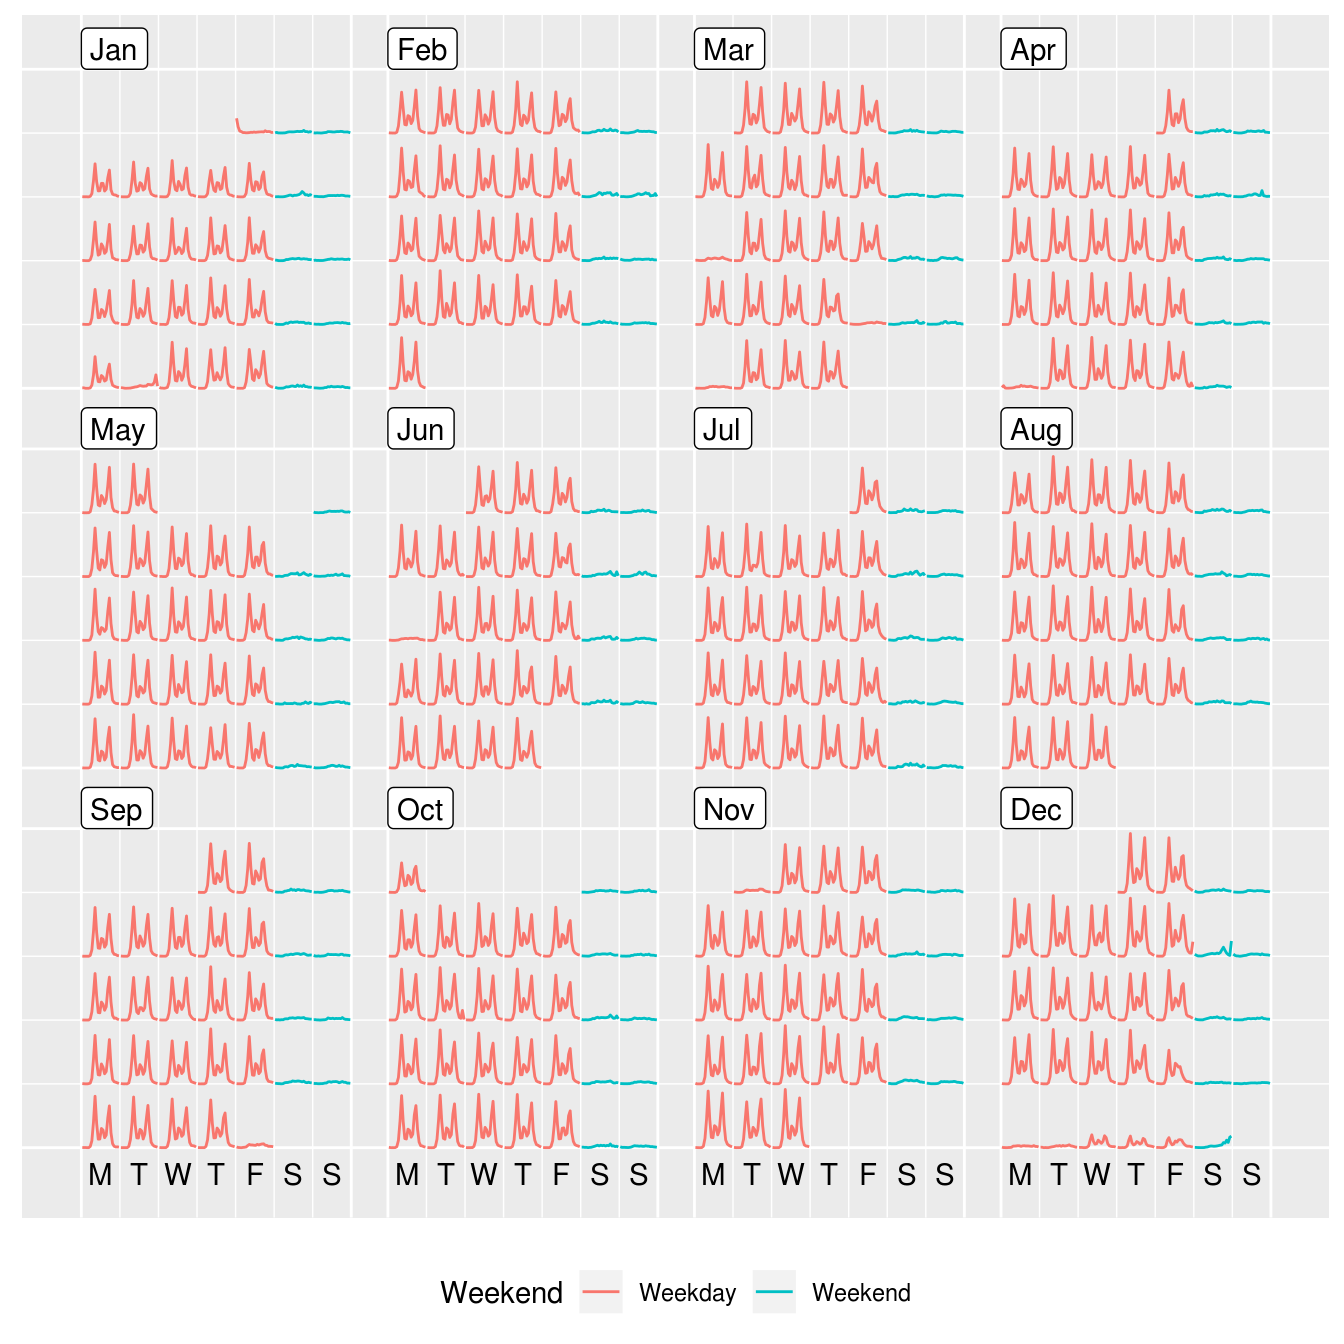 Jan Feb Mar Apr
May Jun Jul Aug
Sep Oct Nov Dec
M T W T F S S M T W T F S S M T W T F S S M T W T F S S
Weekend Weekday Weekend